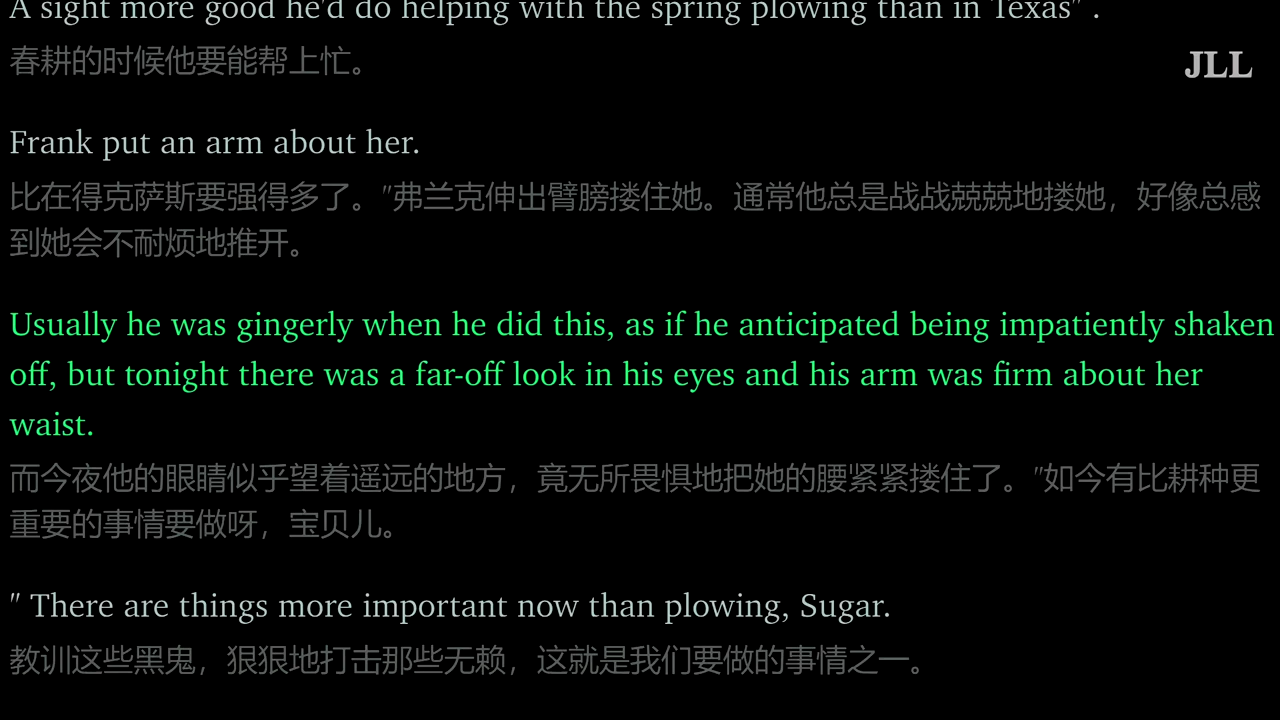 A sight more good he'd do helping with the spring plowing than in Texas" .
春耕的时候他要能帮上忙。
JLL
Frank put an arm about her.
比在得克萨斯要强得多了。"弗兰克伸出臂膀搂住她。通常他总是战战兢兢地搂她，好像总感
到她会不耐烦地推开。
Usually he was gingerly when he did this, as if he anticipated being impatiently shaken
off, but tonight there was a far-off look in his eyes and his arm was firm about her
waist.
而今夜他的眼睛似乎望着遥远的地方，竟无所畏惧地把她的腰紧紧搂住了。"如今有比耕种更
重要的事情要做呀，宝贝儿。
" There are things more important now than plowing, Sugar.
教训这些黑鬼，狠狠地打击那些无赖，这就是我们要做的事情之一。